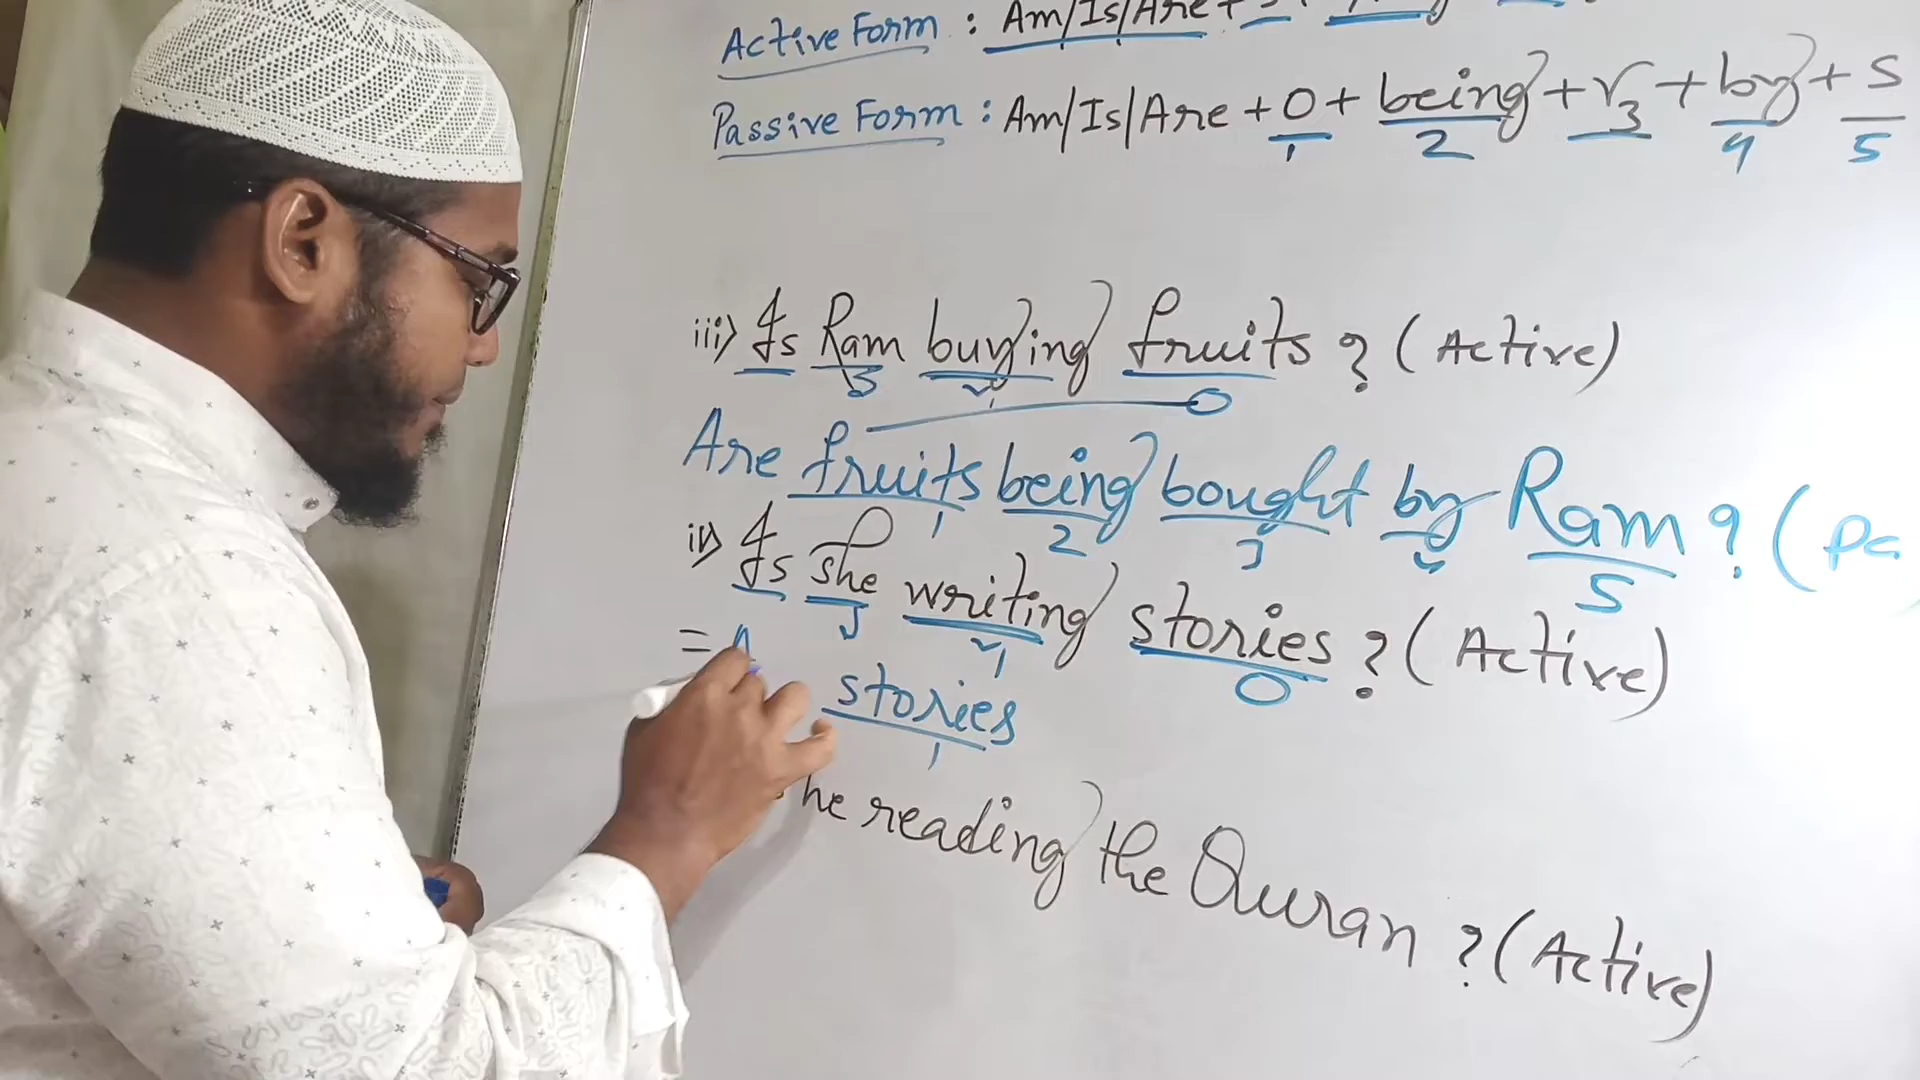 Active Form : Am/Is/Are +
Passive Form : Am/Is/Are + O + being + V3 + by + S
1 2 4 5
iii) Is Ram buying fruits ? (Active)
S V O
Are fruits being bought by Ram ? (Pa
1 2 3 4 5
iv) Is she writing stories ? (Active)
S V O
= A
stories
1
he reading the Quran ? (Active)